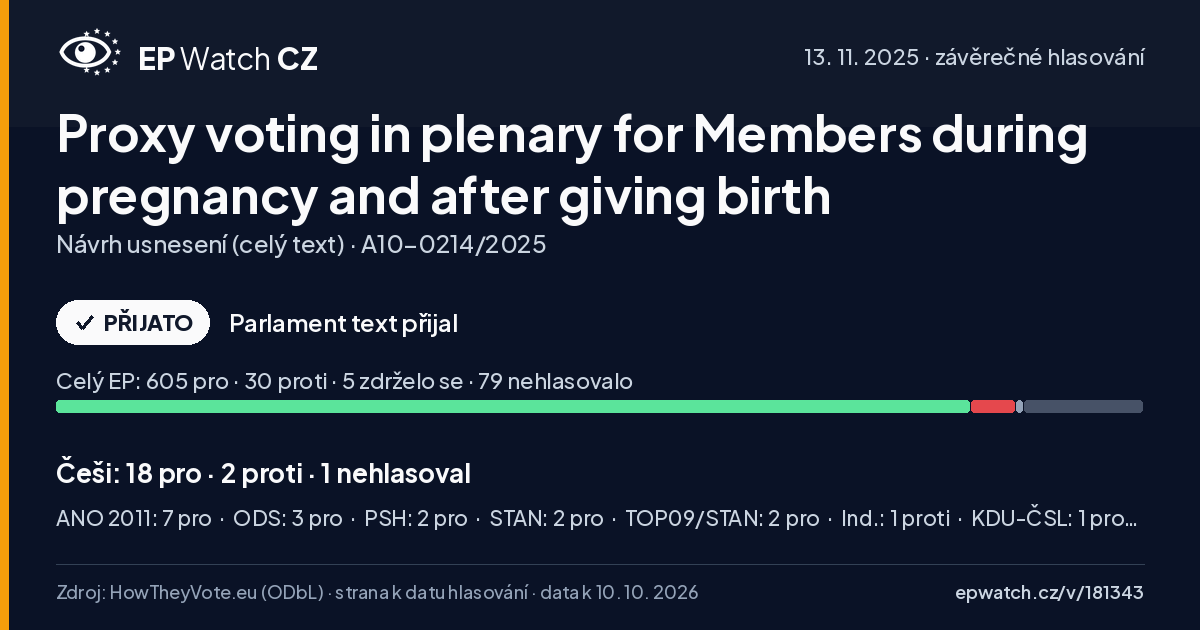 EP Watch CZ
13. 11. 2025 · závěrečné hlasování
Proxy voting in plenary for Members during
pregnancy and after giving birth
Návrh usnesení (celý text) · A10–0214/2025
✓ PŘIJATO
Parlament text přijal
Celý EP: 605 pro · 30 proti · 5 zdrželo se · 79 nehlasovalo
Češi: 18 pro · 2 proti · 1 nehlasoval
ANO 2011: 7 pro · ODS: 3 pro · PSH: 2 pro · STAN: 2 pro · TOP09/STAN: 2 pro · Ind.: 1 proti · KDU-ČSL: 1 pro…
Zdroj: HowTheyVote.eu (ODbL) · strana k datu hlasování · data k 10. 10. 2026
epwatch.cz/v/181343